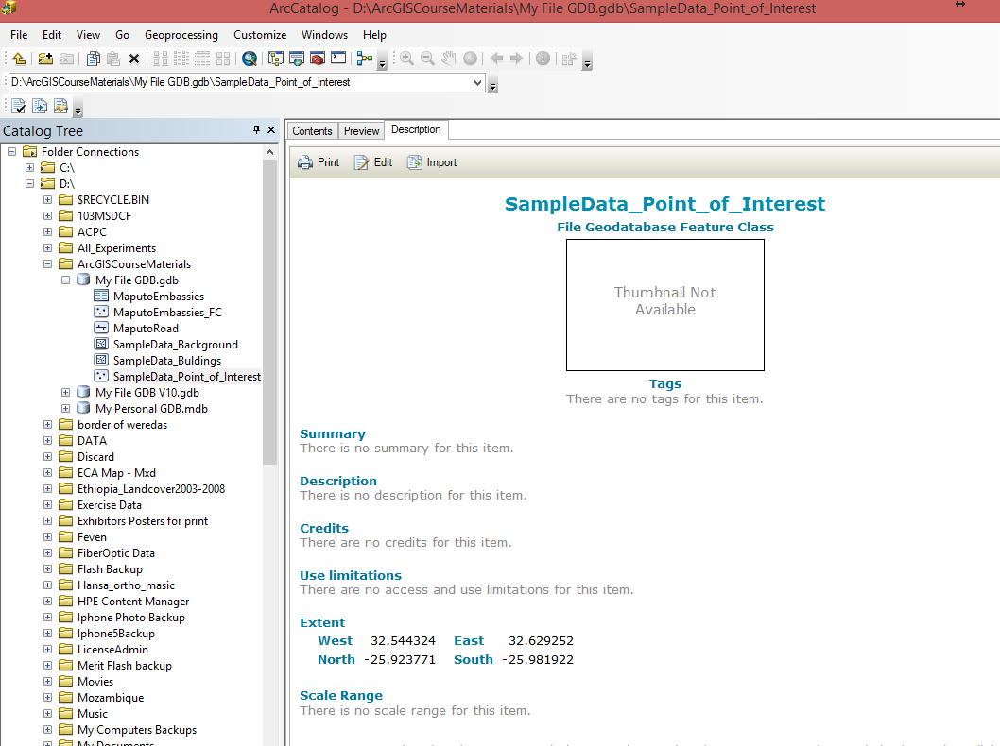 ArcCatalog - D:\ArcGISCourseMaterials\My File GDB.gdb\SampleData_Point_of_Interest
File Edit View Go Geoprocessing Customize Windows Help
D:\ArcGISCourseMaterials\My File GDB.gdb\SampleData_Point_of_Interest
Catalog Tree
Folder Connections
C:\
D:\
$RECYCLE.BIN
103MSDCF
ACPC
All_Experiments
ArcGISCourseMaterials
My File GDB.gdb
MaputoEmbassies
MaputoEmbassies_FC
MaputoRoad
SampleData_Background
SampleData_Buldings
SampleData_Point_of_Interest
My File GDB V10.gdb
My Personal GDB.mdb
border of weredas
DATA
Discard
ECA Map - Mxd
Ethiopia_Landcover2003-2008
Exercise Data
Exhibitors Posters for print
Feven
FiberOptic Data
Flash Backup
Hansa_ortho_masic
HPE Content Manager
Iphone Photo Backup
Iphone5Backup
LicenseAdmin
Merit Flash backup
Movies
Mozambique
Music
My Computers Backups
My Documents
Contents Preview Description
Print Edit Import
SampleData_Point_of_Interest
File Geodatabase Feature Class
Thumbnail Not
Available
Tags
There are no tags for this item.
Summary
There is no summary for this item.
Description
There is no description for this item.
Credits
There are no credits for this item.
Use limitations
There are no access and use limitations for this item.
Extent
West 32.544324 East 32.629252
North -25.923771 South -25.981922
Scale Range
There is no scale range for this item.